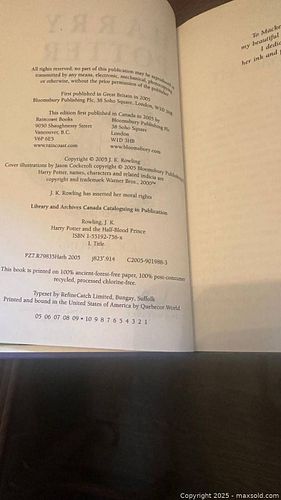 All rights reserved, no part of this publication may be reproduced or
transmitted by any means, electronic, mechanical, photocopying
or otherwise, without the prior permission of the publisher
First published in Great Britain in 2005
Bloomsbury Publishing Plc, 38 Soho Square, London, W1D 3HB
This edition first published in Canada in 2005 by
Raincoast Books
9050 Shaughnessy Street
Vancouver, B.C.
V6P 6E5
www.raincoast.com
Bloomsbury Publishing Plc
38 Soho Square
London
W1D 3HB
www.bloomsbury.com
Copyright © 2005 J. K. Rowling
Cover illustrations by Jason Cockcroft copyright © 2005 Bloomsbury Publishing
Harry Potter, names, characters and related indicia are
copyright and trademark Warner Bros., 2005™
J. K. Rowling has asserted her moral rights
Library and Archives Canada Cataloguing in Publication
Rowling, J. K.
Harry Potter and the Half-Blood Prince
ISBN 1-55192-756-x
I. Title.
PZ7.R79835Harh 2005 j823'.914 C2005-901988-3
This book is printed on 100% ancient-forest-free paper, 100% post-consumer
recycled, processed chlorine-free.
Typeset by RefineCatch Limited, Bungay, Suffolk
Printed and bound in the United States of America by Quebecor World.
05 06 07 08 09 • 10 9 8 7 6 5 4 3 2 1
To Macke
my beautiful
I dedi
her ink and
Copyright 2025 - maxsold.com